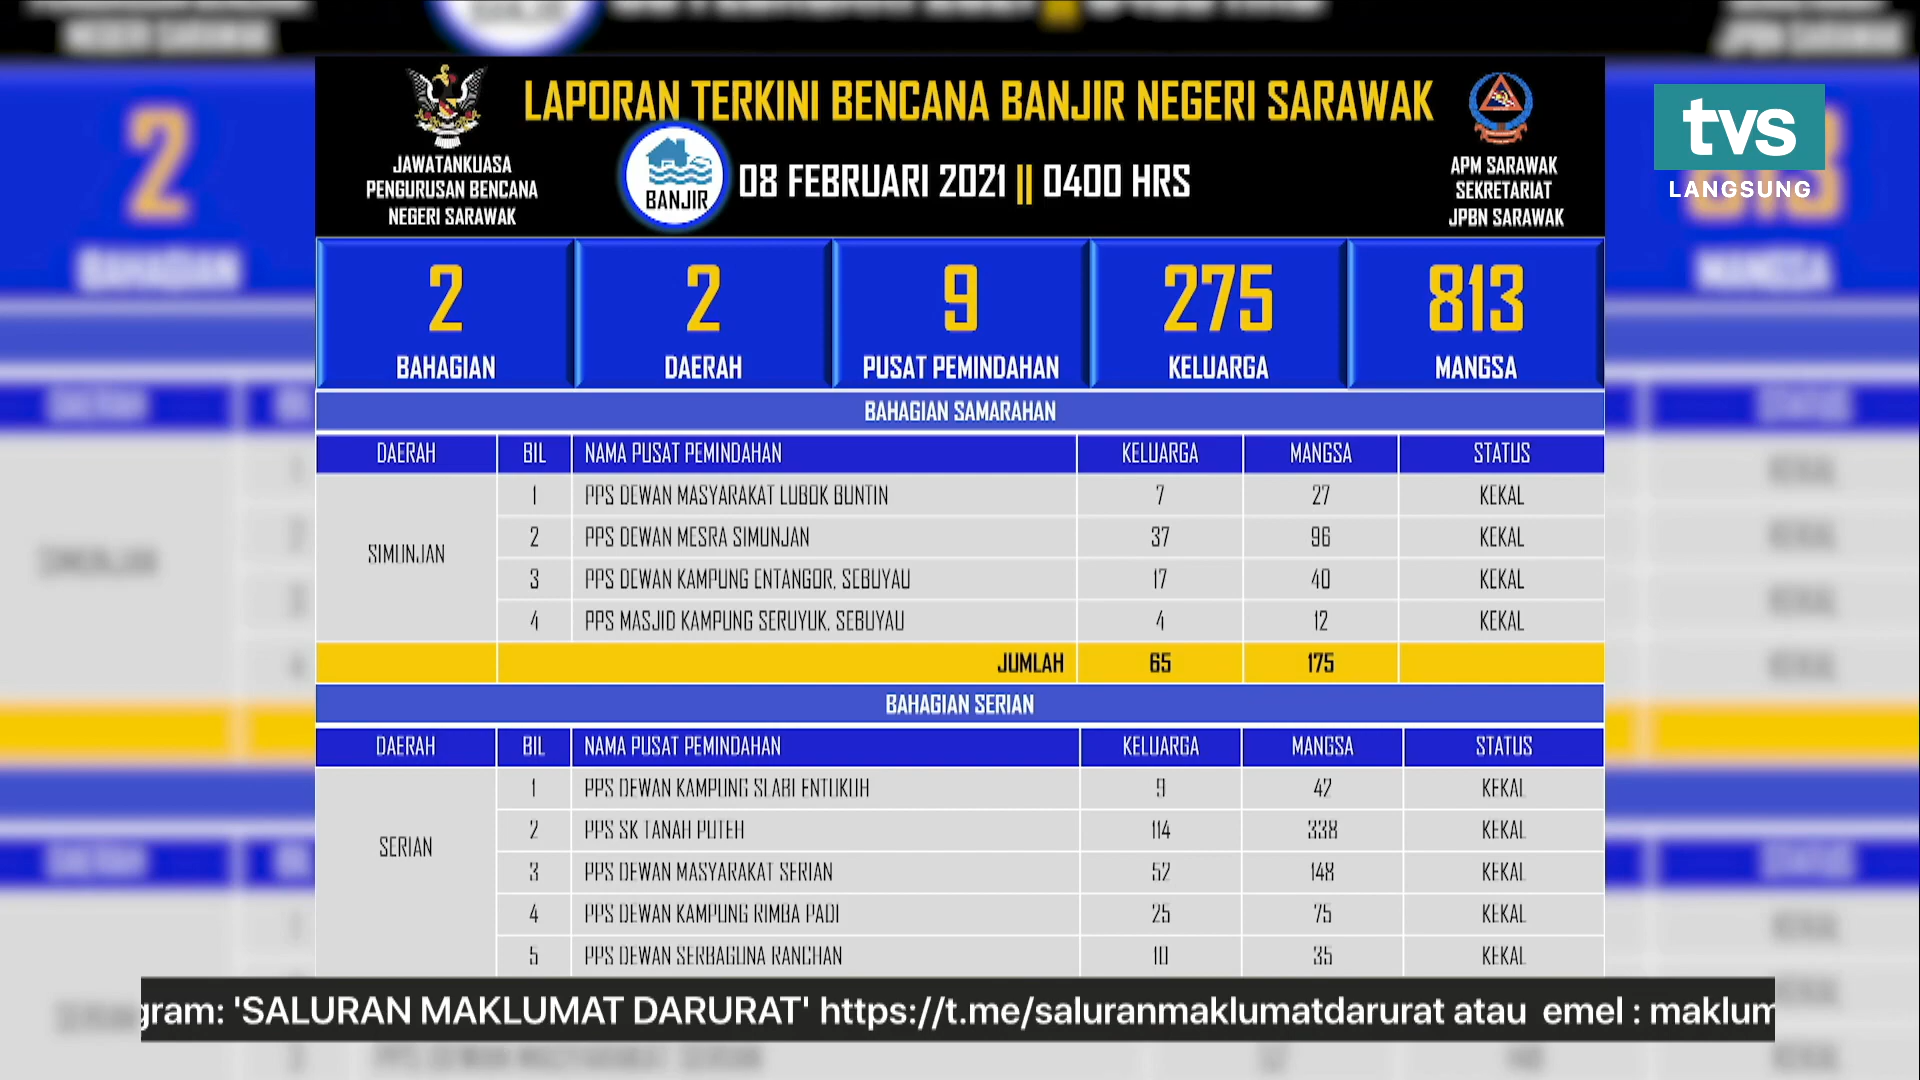 LAPORAN TERKINI BENCANA BANJIR NEGERI SARAWAK
JAWATANKUASA
PENGURUSAN BENCANA
NEGERI SARAWAK
BANJIR
08 FEBRUARI 2021 || 0400 HRS
APM SARAWAK
SEKRETARIAT
JPBN SARAWAK
tvs
LANGSUNG
2 2 9 275 813
BAHAGIAN DAERAH PUSAT PEMINDAHAN KELUARGA MANGSA
BAHAGIAN SAMARAHAN
DAERAH BIL NAMA PUSAT PEMINDAHAN KELUARGA MANGSA STATUS
SIMUNJAN
1 PPS DEWAN MASYARAKAT LUBOK BUNTIN 7 27 KEKAL
2 PPS DEWAN MESRA SIMUNJAN 37 96 KEKAL
3 PPS DEWAN KAMPUNG ENTANGOR, SEBUYAU 17 40 KEKAL
4 PPS MASJID KAMPUNG SERUYUK, SEBUYAU 4 12 KEKAL
JUMLAH 65 175
BAHAGIAN SERIAN
DAERAH BIL NAMA PUSAT PEMINDAHAN KELUARGA MANGSA STATUS
SERIAN
1 PPS DEWAN KAMPUNG SLABI ENTUKUH 9 42 KEKAL
2 PPS SK TANAH PUTEH 114 338 KEKAL
3 PPS DEWAN MASYARAKAT SERIAN 52 148 KEKAL
4 PPS DEWAN KAMPUNG RIMBA PADI 25 75 KEKAL
5 PPS DEWAN SERBAGUNA RANCHAN 10 35 KEKAL
gram: 'SALURAN MAKLUMAT DARURAT' https://t.me/saluranmaklumatdarurat atau emel : maklum